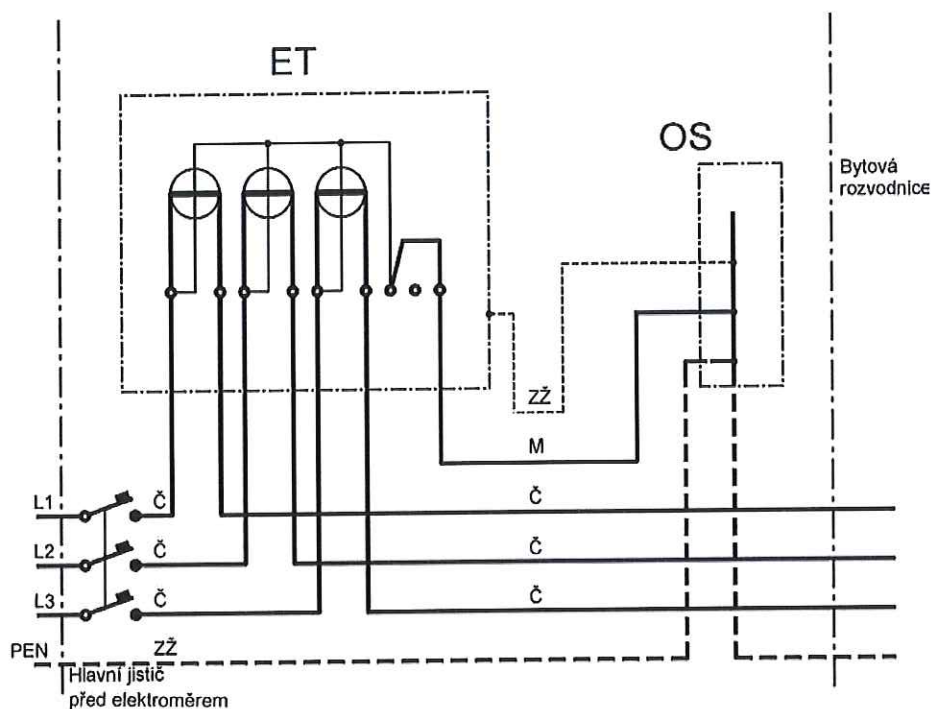 ET
OS
Bytová
rozvodnice
ZŽ
M
L1
Č
Č
L2
Č
Č
L3
Č
Č
PEN
ZŽ
Hlavní jistič
před elektroměrem